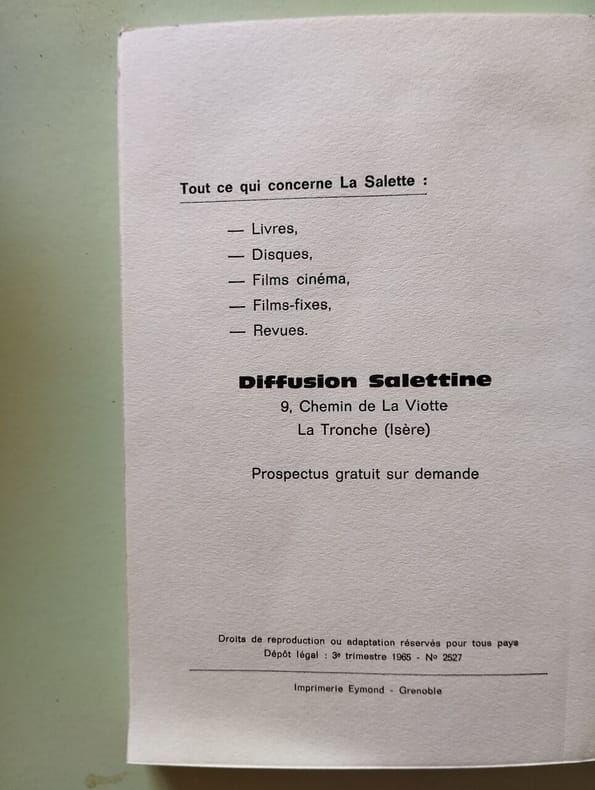 Tout ce qui concerne La Salette :
— Livres,
— Disques,
— Films cinéma,
— Films-fixes,
— Revues.
Diffusion Salettine
9, Chemin de La Viotte
La Tronche (Isère)
Prospectus gratuit sur demande
Droits de reproduction ou adaptation réservés pour tous pays
Dépôt légal : 3e trimestre 1965 - No 2527
Imprimerie Eymond - Grenoble